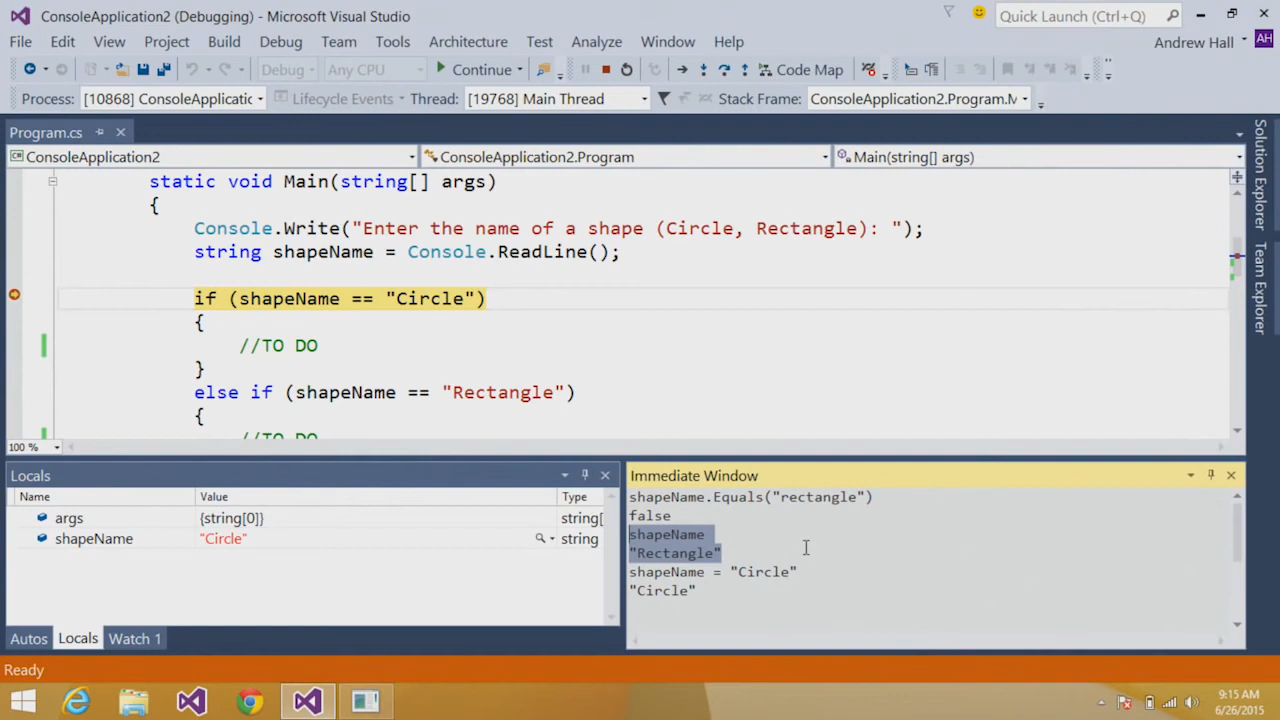 ConsoleApplication2 (Debugging) - Microsoft Visual Studio
Quick Launch (Ctrl+Q)
File Edit View Project Build Debug Team Tools Architecture Test Analyze Window Help
Andrew Hall AH
Debug Any CPU Continue Code Map
Process: [10868] ConsoleApplicatic Lifecycle Events Thread: [19768] Main Thread Stack Frame: ConsoleApplication2.Program.M
Program.cs
ConsoleApplication2 ConsoleApplication2.Program Main(string[] args)
static void Main(string[] args)
{
Console.Write("Enter the name of a shape (Circle, Rectangle): ");
string shapeName = Console.ReadLine();
if (shapeName == "Circle")
{
//TO DO
}
else if (shapeName == "Rectangle")
{
//TO DO
100 %
Solution Explorer
Team Explorer
Locals
Name Value Type
args {string[0]} string[
shapeName "Circle" string
Autos Locals Watch 1
Immediate Window
shapeName.Equals("rectangle")
false
shapeName
"Rectangle"
shapeName = "Circle"
"Circle"
Ready
9:15 AM
6/26/2015